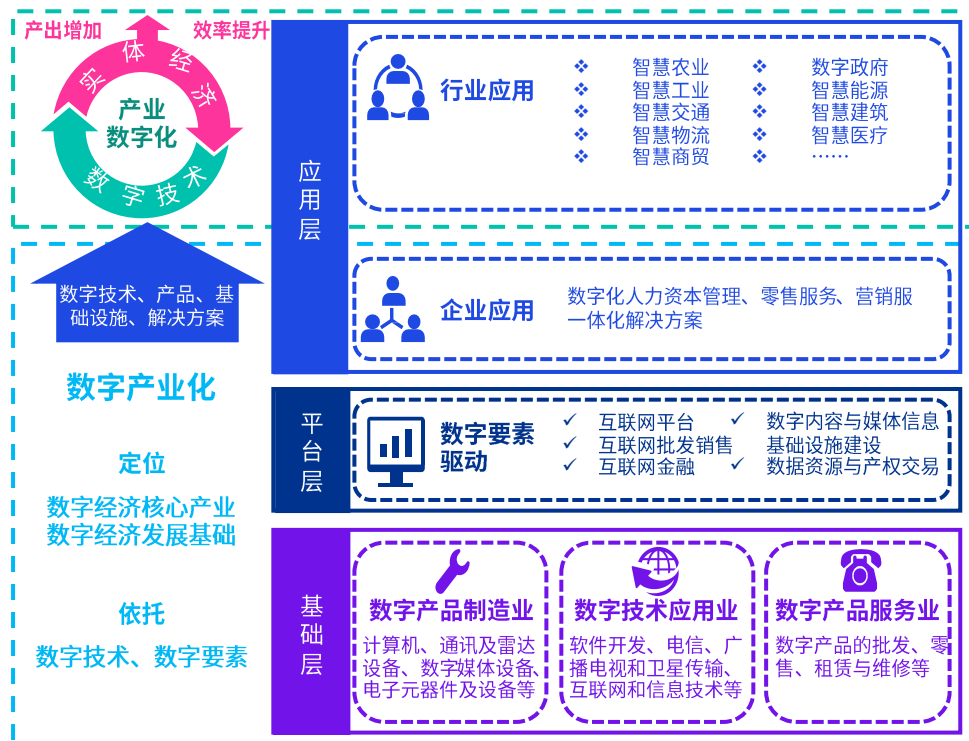 产出增加
效率提升
实体经济
产业
数字化
数字技术
数字技术、产品、基
础设施、解决方案
数字产业化
定位
数字经济核心产业
数字经济发展基础
依托
数字技术、数字要素
应用层
行业应用
❖ 智慧农业
❖ 智慧工业
❖ 智慧交通
❖ 智慧物流
❖ 智慧商贸
❖ 数字政府
❖ 智慧能源
❖ 智慧建筑
❖ 智慧医疗
❖ ……
企业应用
数字化人力资本管理、零售服务、营销服
一体化解决方案
平台层
数字要素
驱动
✓ 互联网平台
✓ 互联网批发销售
✓ 互联网金融
✓ 数字内容与媒体信息
基础设施建设
✓ 数据资源与产权交易
基础层
数字产品制造业
计算机、通讯及雷达
设备、数字媒体设备、
电子元器件及设备等
数字技术应用业
软件开发、电信、广
播电视和卫星传输、
互联网和信息技术等
数字产品服务业
数字产品的批发、零
售、租赁与维修等